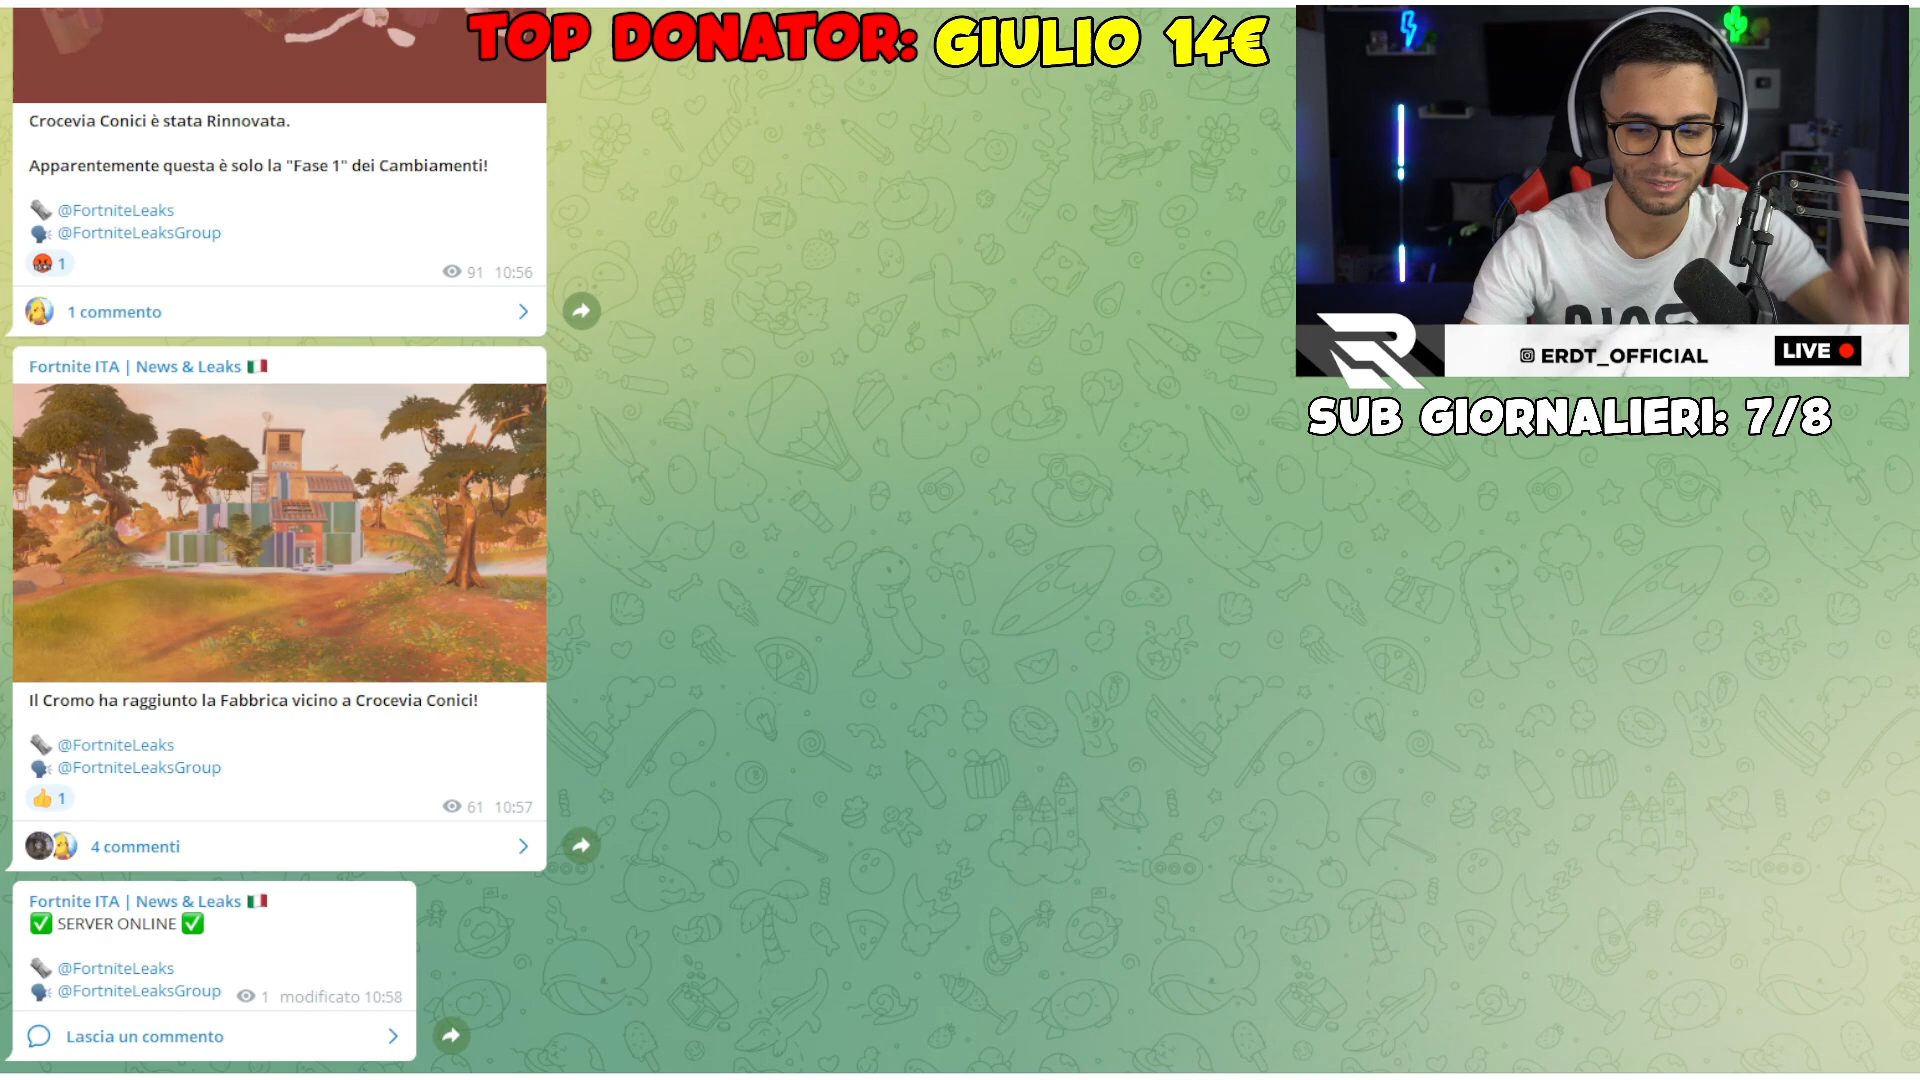 TOP DONATOR: GIULIO 14€
Crocevia Conici è stata Rinnovata.
Apparentemente questa è solo la "Fase 1" dei Cambiamenti!
@FortniteLeaks
@FortniteLeaksGroup
1
91 10:56
1 commento
Fortnite ITA | News & Leaks
Il Cromo ha raggiunto la Fabbrica vicino a Crocevia Conici!
@FortniteLeaks
@FortniteLeaksGroup
1
61 10:57
4 commenti
Fortnite ITA | News & Leaks
SERVER ONLINE
@FortniteLeaks
@FortniteLeaksGroup
1 modificato 10:58
Lascia un commento
ERDT_OFFICIAL
LIVE
SUB GIORNALIERI: 7/8